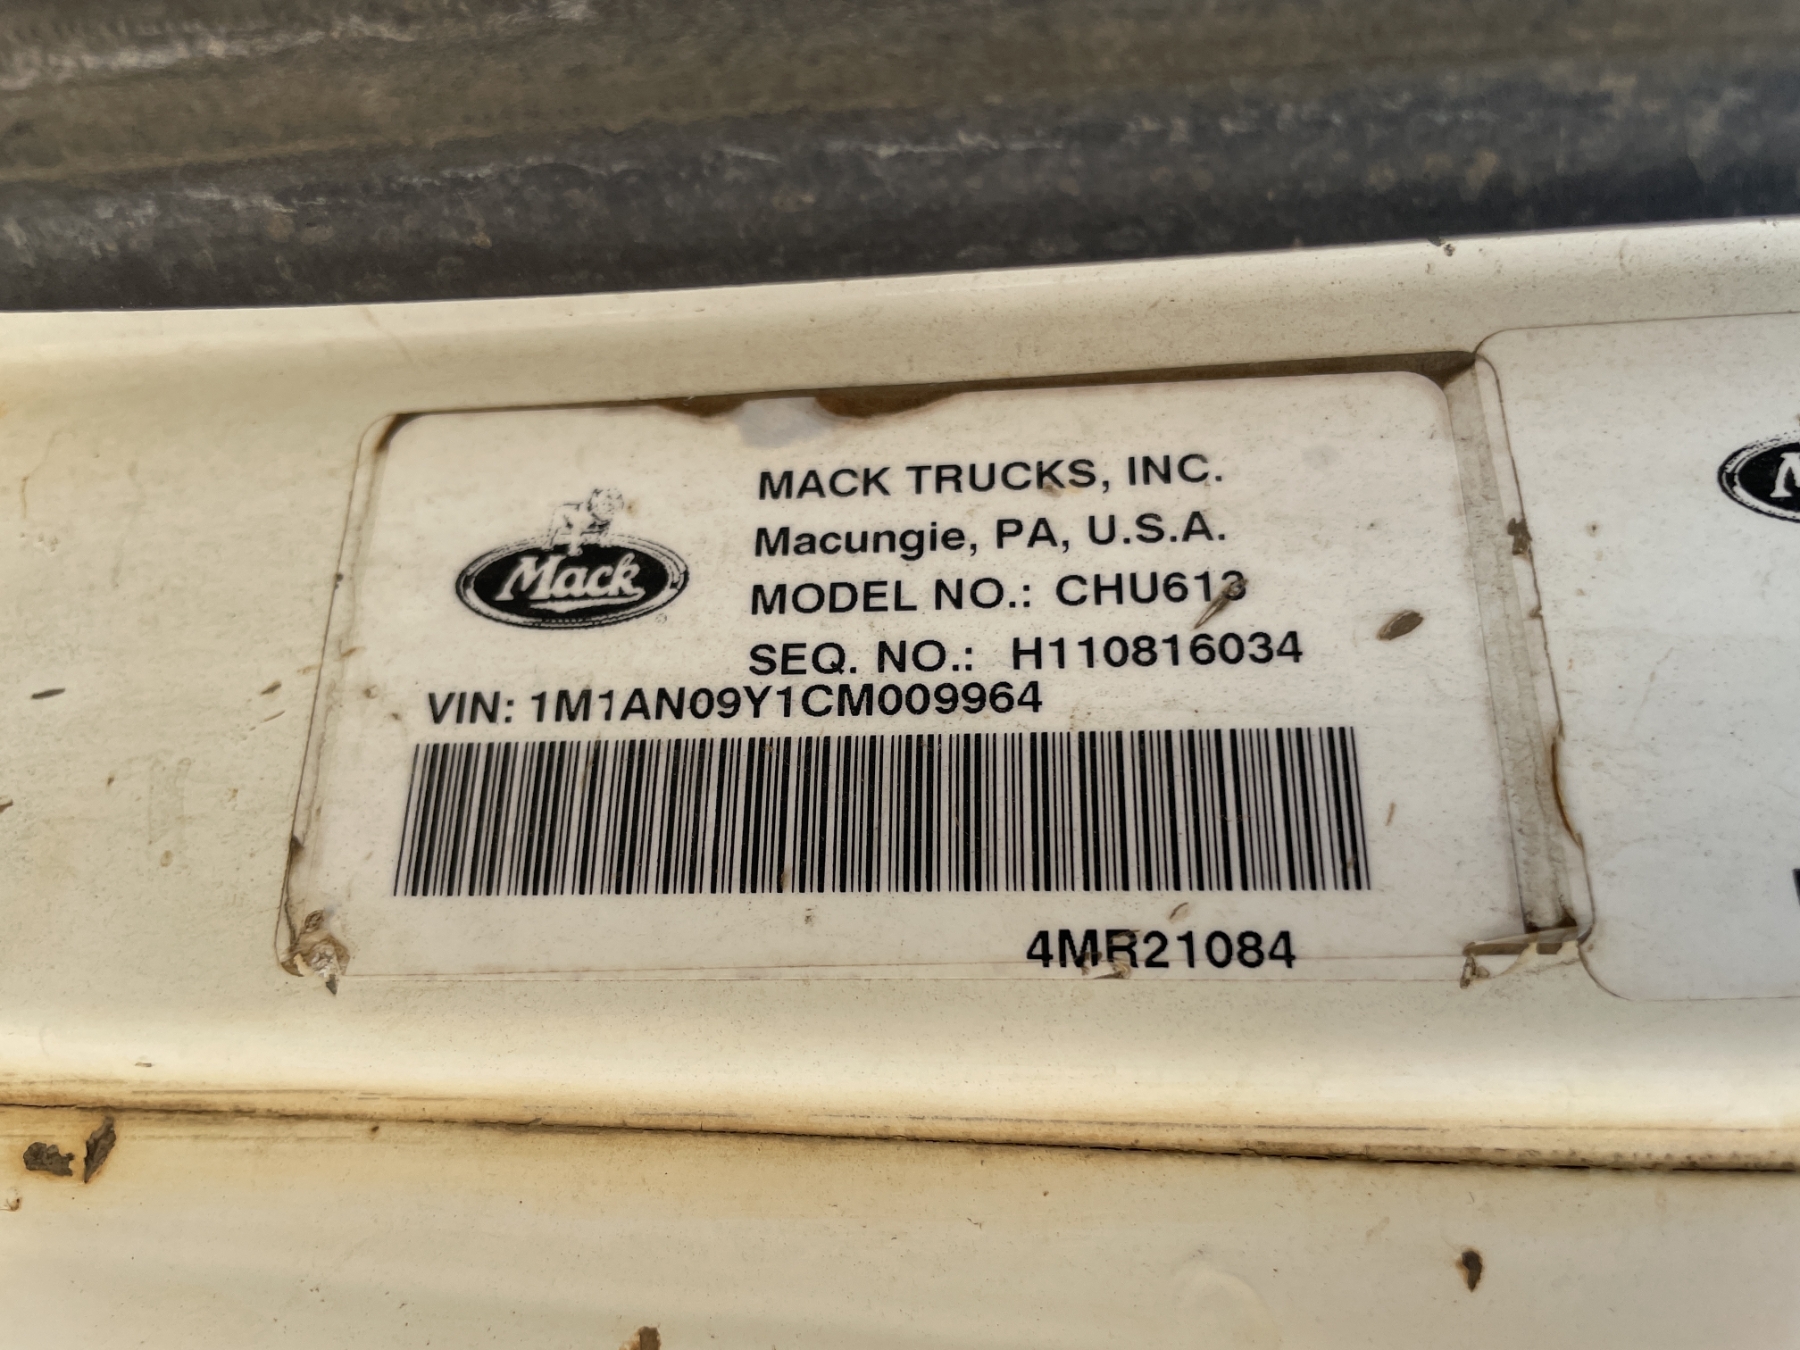 MACK TRUCKS, INC.
Macungie, PA, U.S.A.
Mack
MODEL NO.: CHU613
SEQ. NO.: H110816034
VIN: 1M1AN09Y1CM009964
4MR21084